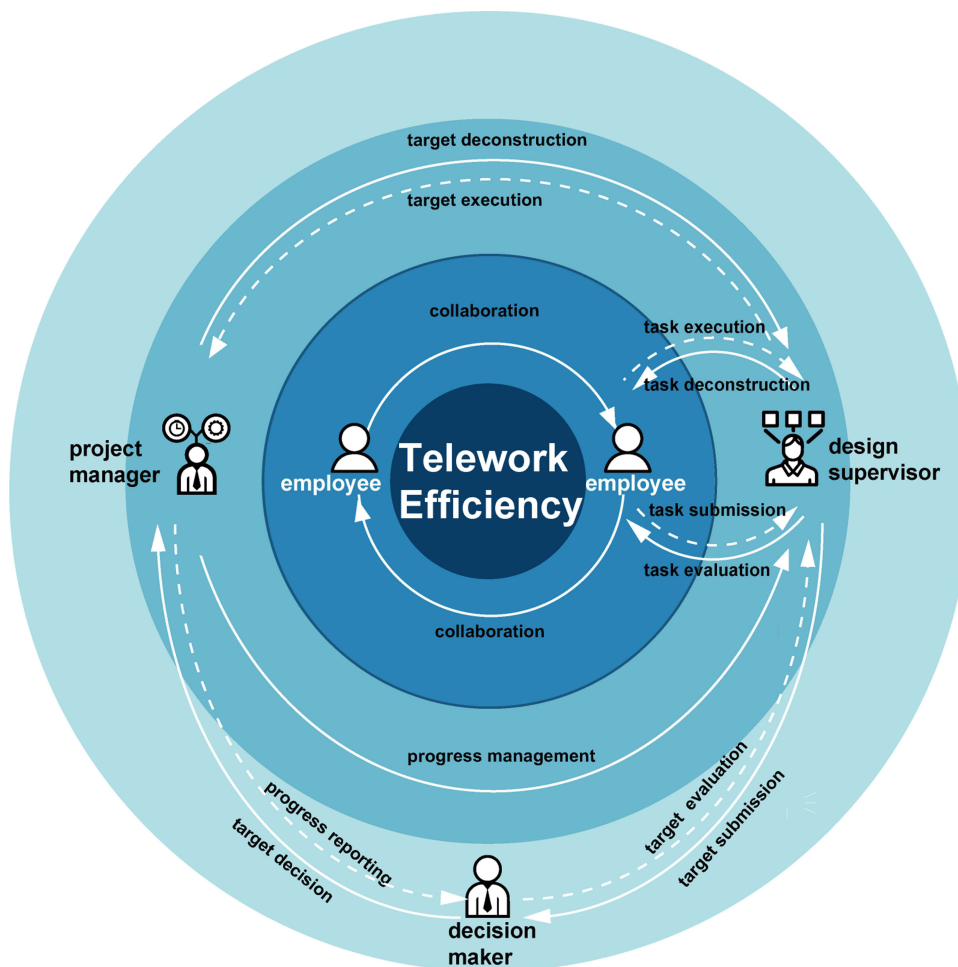 target deconstruction
target execution
collaboration
task execution
task deconstruction
project
manager
employee
Telework
Efficiency
employee
design
supervisor
task submission
task evaluation
collaboration
progress management
progress reporting
target decision
target evaluation
target submission
decision
maker